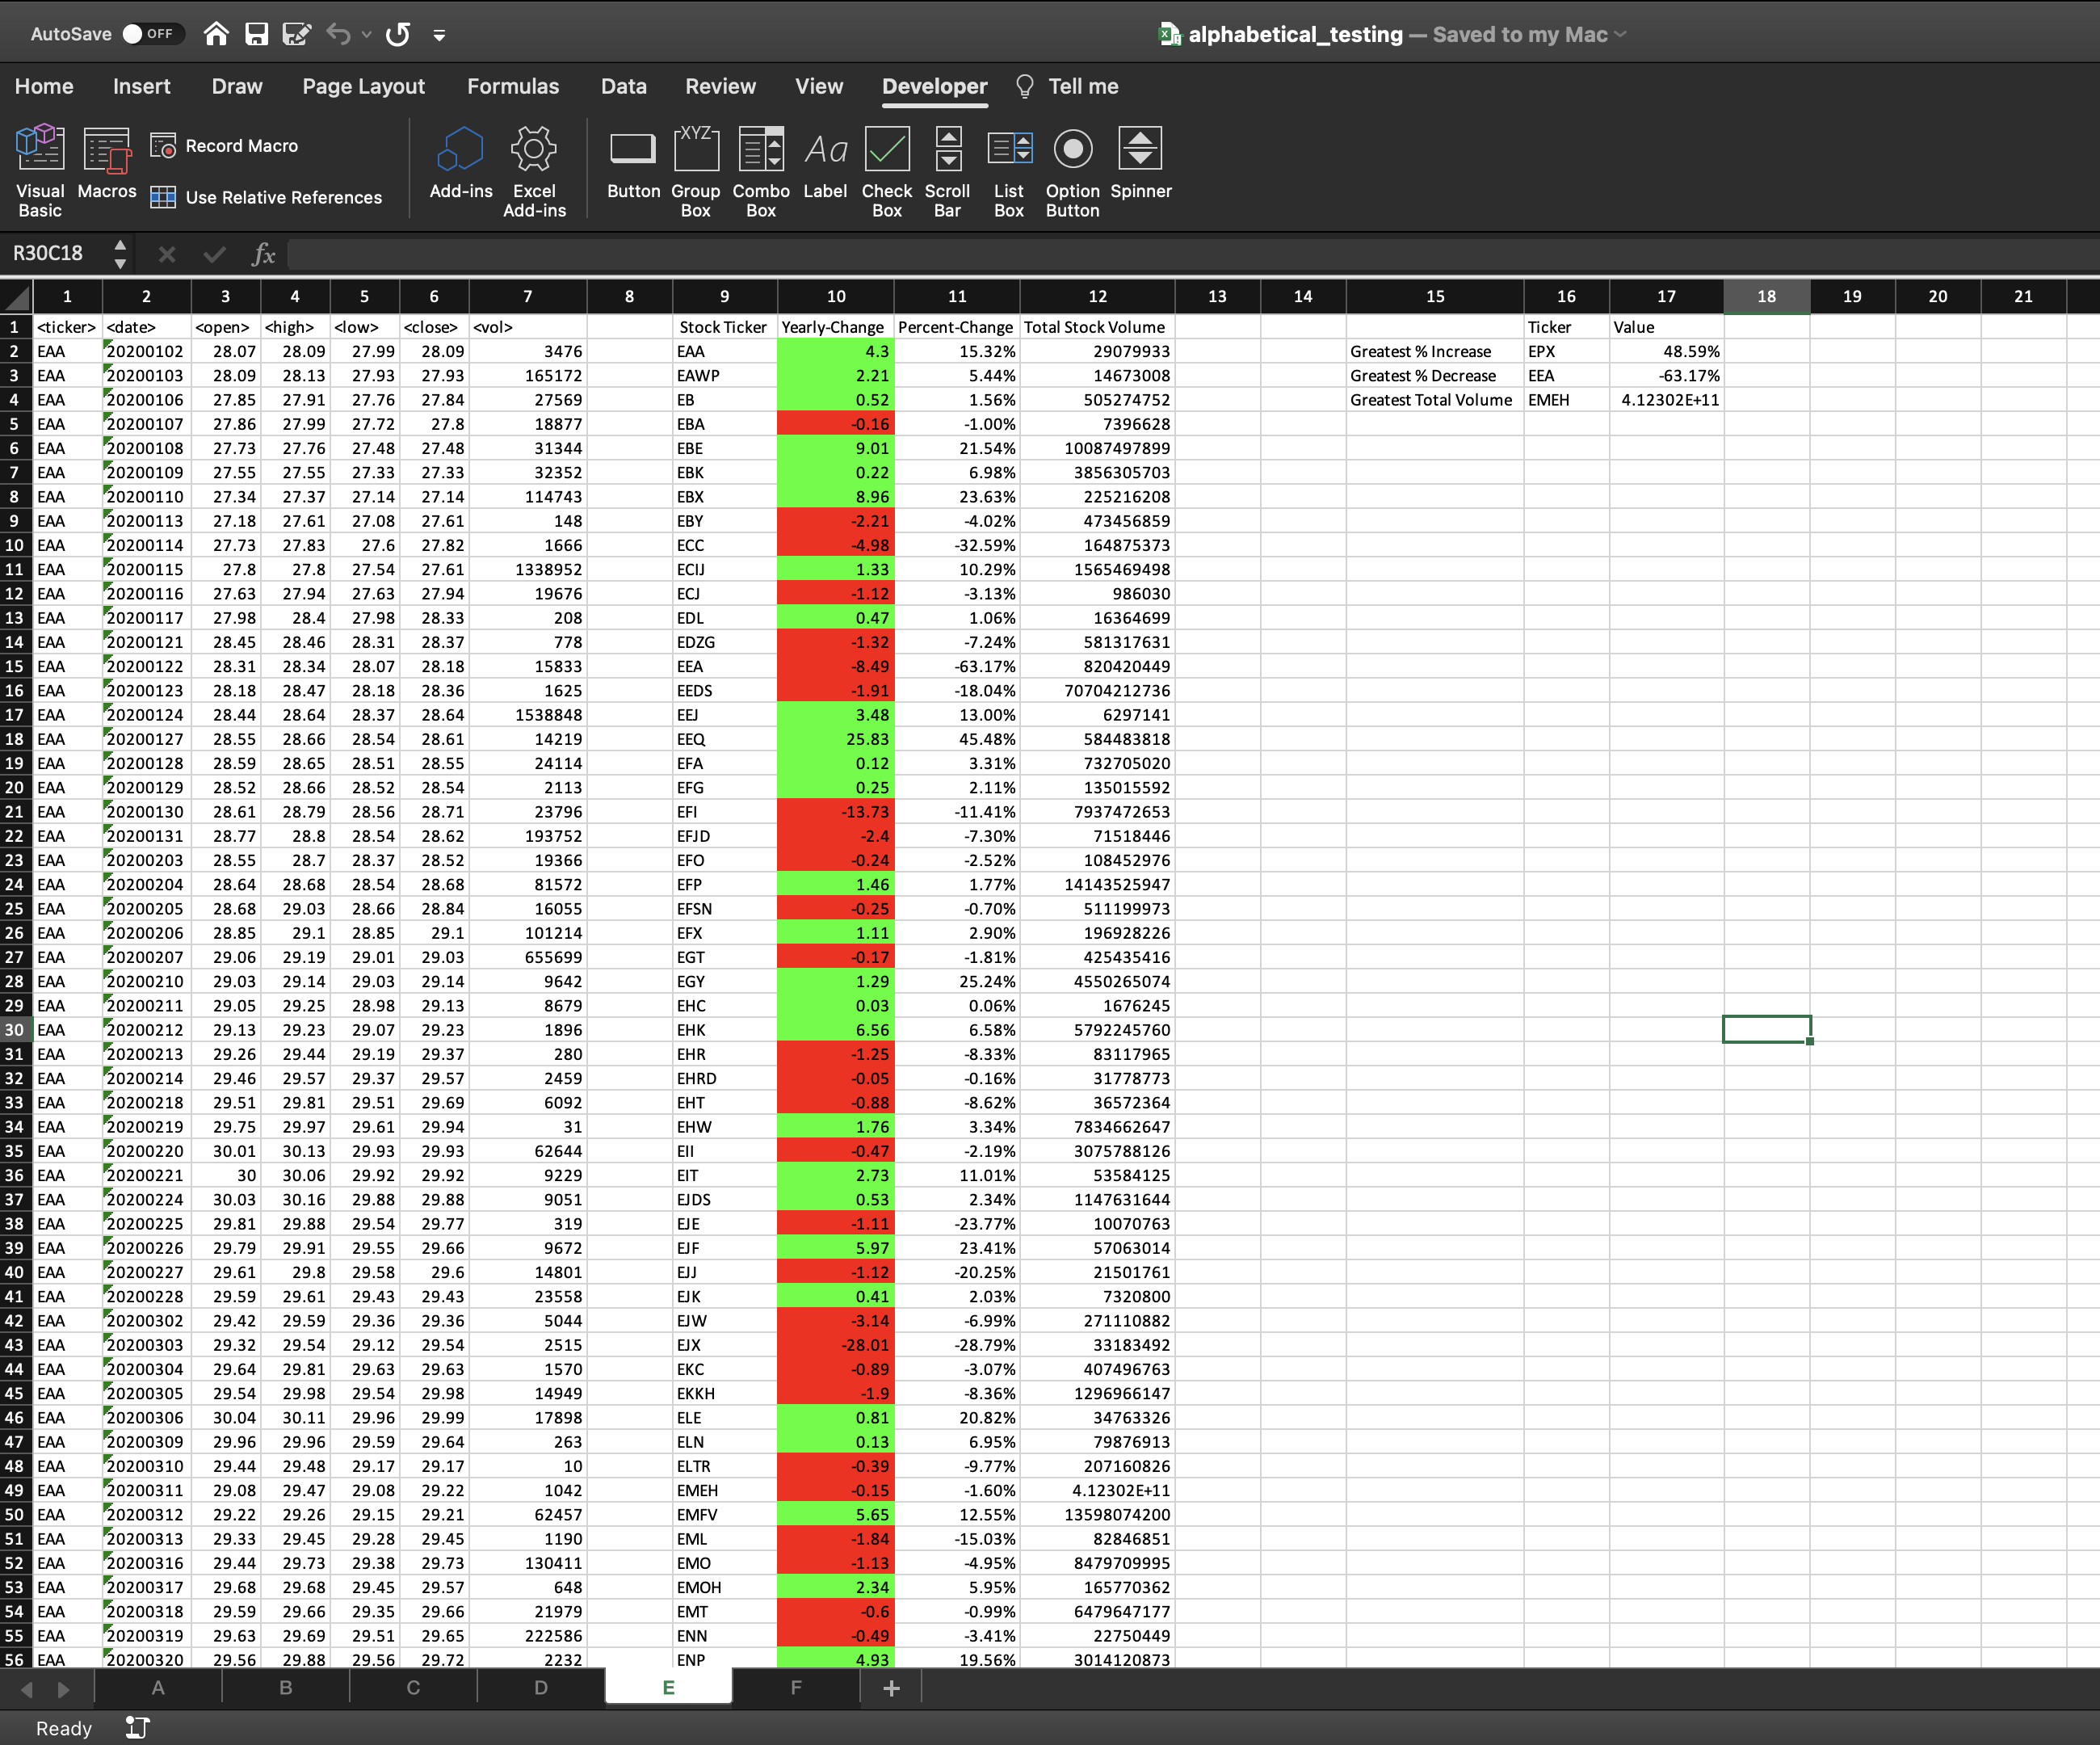 AutoSave OFF alphabetical_testing — Saved to my Mac
Home Insert Draw Page Layout Formulas Data Review View Developer Tell me
Visual Basic Macros Record Macro Use Relative References Add-ins Excel Add-ins Button XYZ Group Box Combo Box Aa Label Check Box Scroll Bar List Box Option Button Spinner
R30C18 fx
1 2 3 4 5 6 7 8 9 10 11 12 13 14 15 16 17 18 19 20 21
1 <ticker> <date> <open> <high> <low> <close> <vol> Stock Ticker Yearly-Change Percent-Change Total Stock Volume Ticker Value
2 EAA 20200102 28.07 28.09 27.99 28.09 3476 EAA 4.3 15.32% 29079933 Greatest % Increase EPX 48.59%
3 EAA 20200103 28.09 28.13 27.93 27.93 165172 EAWP 2.21 5.44% 14673008 Greatest % Decrease EEA -63.17%
4 EAA 20200106 27.85 27.91 27.76 27.84 27569 EB 0.52 1.56% 505274752 Greatest Total Volume EMEH 4.12302E+11
5 EAA 20200107 27.86 27.99 27.72 27.8 18877 EBA -0.16 -1.00% 7396628
6 EAA 20200108 27.73 27.76 27.48 27.48 31344 EBE 9.01 21.54% 10087497899
7 EAA 20200109 27.55 27.55 27.33 27.33 32352 EBK 0.22 6.98% 3856305703
8 EAA 20200110 27.34 27.37 27.14 27.14 114743 EBX 8.96 23.63% 225216208
9 EAA 20200113 27.18 27.61 27.08 27.61 148 EBY -2.21 -4.02% 473456859
10 EAA 20200114 27.73 27.83 27.6 27.82 1666 ECC -4.98 -32.59% 164875373
11 EAA 20200115 27.8 27.8 27.54 27.61 1338952 ECIJ 1.33 10.29% 1565469498
12 EAA 20200116 27.63 27.94 27.63 27.94 19676 ECJ -1.12 -3.13% 986030
13 EAA 20200117 27.98 28.4 27.98 28.33 208 EDL 0.47 1.06% 16364699
14 EAA 20200121 28.45 28.46 28.31 28.37 778 EDZG -1.32 -7.24% 581317631
15 EAA 20200122 28.31 28.34 28.07 28.18 15833 EEA -8.49 -63.17% 820420449
16 EAA 20200123 28.18 28.47 28.18 28.36 1625 EEDS -1.91 -18.04% 70704212736
17 EAA 20200124 28.44 28.64 28.37 28.64 1538848 EEJ 3.48 13.00% 6297141
18 EAA 20200127 28.55 28.66 28.54 28.61 14219 EEQ 25.83 45.48% 584483818
19 EAA 20200128 28.59 28.65 28.51 28.55 24114 EFA 0.12 3.31% 732705020
20 EAA 20200129 28.52 28.66 28.52 28.54 2113 EFG 0.25 2.11% 135015592
21 EAA 20200130 28.61 28.79 28.56 28.71 23796 EFI -13.73 -11.41% 7937472653
22 EAA 20200131 28.77 28.8 28.54 28.62 193752 EFJD -2.4 -7.30% 71518446
23 EAA 20200203 28.55 28.7 28.37 28.52 19366 EFO -0.24 -2.52% 108452976
24 EAA 20200204 28.64 28.68 28.54 28.68 81572 EFP 1.46 1.77% 14143525947
25 EAA 20200205 28.68 29.03 28.66 28.84 16055 EFSN -0.25 -0.70% 511199973
26 EAA 20200206 28.85 29.1 28.85 29.1 101214 EFX 1.11 2.90% 196928226
27 EAA 20200207 29.06 29.19 29.01 29.03 655699 EGT -0.17 -1.81% 425435416
28 EAA 20200210 29.03 29.14 29.03 29.14 9642 EGY 1.29 25.24% 4550265074
29 EAA 20200211 29.05 29.25 28.98 29.13 8679 EHC 0.03 0.06% 1676245
30 EAA 20200212 29.13 29.23 29.07 29.23 1896 EHK 6.56 6.58% 5792245760
31 EAA 20200213 29.26 29.44 29.19 29.37 280 EHR -1.25 -8.33% 83117965
32 EAA 20200214 29.46 29.57 29.37 29.57 2459 EHRD -0.05 -0.16% 31778773
33 EAA 20200218 29.51 29.81 29.51 29.69 6092 EHT -0.88 -8.62% 36572364
34 EAA 20200219 29.75 29.97 29.61 29.94 31 EHW 1.76 3.34% 7834662647
35 EAA 20200220 30.01 30.13 29.93 29.93 62644 EII -0.47 -2.19% 3075788126
36 EAA 20200221 30 30.06 29.92 29.92 9229 EIT 2.73 11.01% 53584125
37 EAA 20200224 30.03 30.16 29.88 29.88 9051 EJDS 0.53 2.34% 1147631644
38 EAA 20200225 29.81 29.88 29.54 29.77 319 EJE -1.11 -23.77% 10070763
39 EAA 20200226 29.79 29.91 29.55 29.66 9672 EJF 5.97 23.41% 57063014
40 EAA 20200227 29.61 29.8 29.58 29.6 14801 EJJ -1.12 -20.25% 21501761
41 EAA 20200228 29.59 29.61 29.43 29.43 23558 EJK 0.41 2.03% 7320800
42 EAA 20200302 29.42 29.59 29.36 29.36 5044 EJW -3.14 -6.99% 271110882
43 EAA 20200303 29.32 29.54 29.12 29.54 2515 EJX -28.01 -28.79% 33183492
44 EAA 20200304 29.64 29.81 29.63 29.63 1570 EKC -0.89 -3.07% 407496763
45 EAA 20200305 29.54 29.98 29.54 29.98 14949 EKKH -1.9 -8.36% 1296966147
46 EAA 20200306 30.04 30.11 29.96 29.99 17898 ELE 0.81 20.82% 34763326
47 EAA 20200309 29.96 29.96 29.59 29.64 263 ELN 0.13 6.95% 79876913
48 EAA 20200310 29.44 29.48 29.17 29.17 10 ELTR -0.39 -9.77% 207160826
49 EAA 20200311 29.08 29.47 29.08 29.22 1042 EMEH -0.15 -1.60% 4.12302E+11
50 EAA 20200312 29.22 29.26 29.15 29.21 62457 EMFV 5.65 12.55% 13598074200
51 EAA 20200313 29.33 29.45 29.28 29.45 1190 EML -1.84 -15.03% 82846851
52 EAA 20200316 29.44 29.73 29.38 29.73 130411 EMO -1.13 -4.95% 8479709995
53 EAA 20200317 29.68 29.68 29.45 29.57 648 EMOH 2.34 5.95% 165770362
54 EAA 20200318 29.59 29.66 29.35 29.66 21979 EMT -0.6 -0.99% 6479647177
55 EAA 20200319 29.63 29.69 29.51 29.65 222586 ENN -0.49 -3.41% 22750449
56 EAA 20200320 29.56 29.88 29.56 29.72 2232 ENP 4.93 19.56% 3014120873
A B C D E F +
Ready